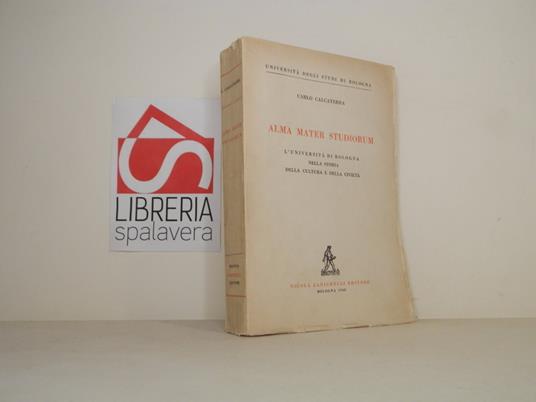 LIBRERIA
spalavera
UNIVERSITÀ DEGLI STUDI DI BOLOGNA
CARLO CALCATERRA
ALMA MATER STUDIORUM
L'UNIVERSITÀ DI BOLOGNA
NELLA STORIA
DELLA CULTURA E DELLA CIVILTÀ
NICOLA ZANICHELLI EDITORE
BOLOGNA 1948